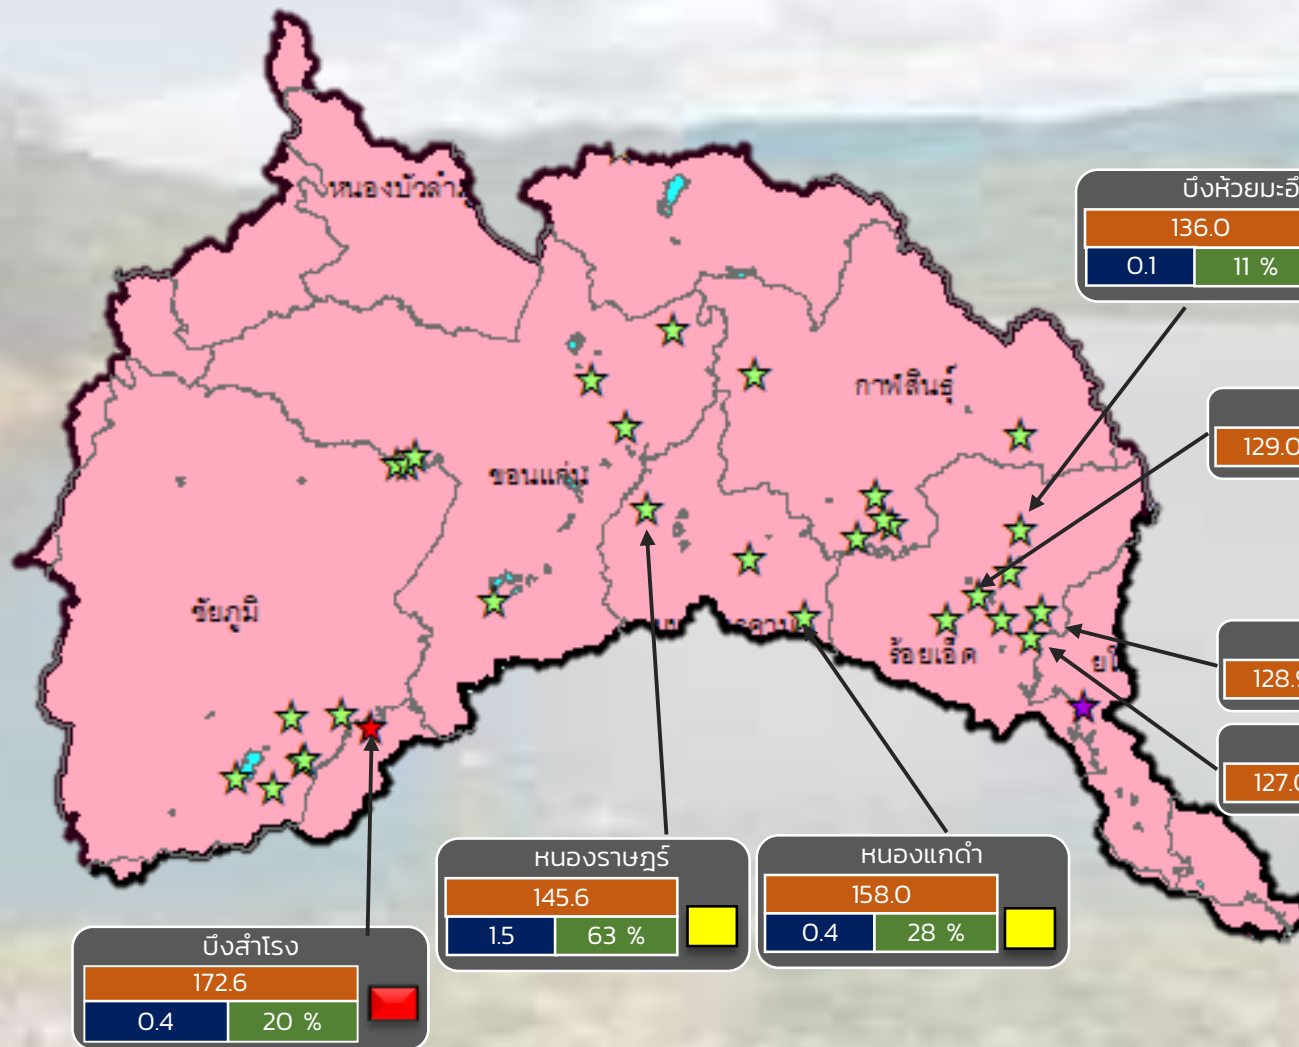 หนองบัวลำภู
บึงห้วยมะอึ
136.0
0.1 11 %
กาฬสินธุ์
129.0
ขอนแก่น
ชัยภูมิ
ร้อยเอ็ด
128.9
127.0
หนองราษฎร์
145.6
1.5 63 %
หนองแกดำ
158.0
0.4 28 %
บึงสำโรง
172.6
0.4 20 %